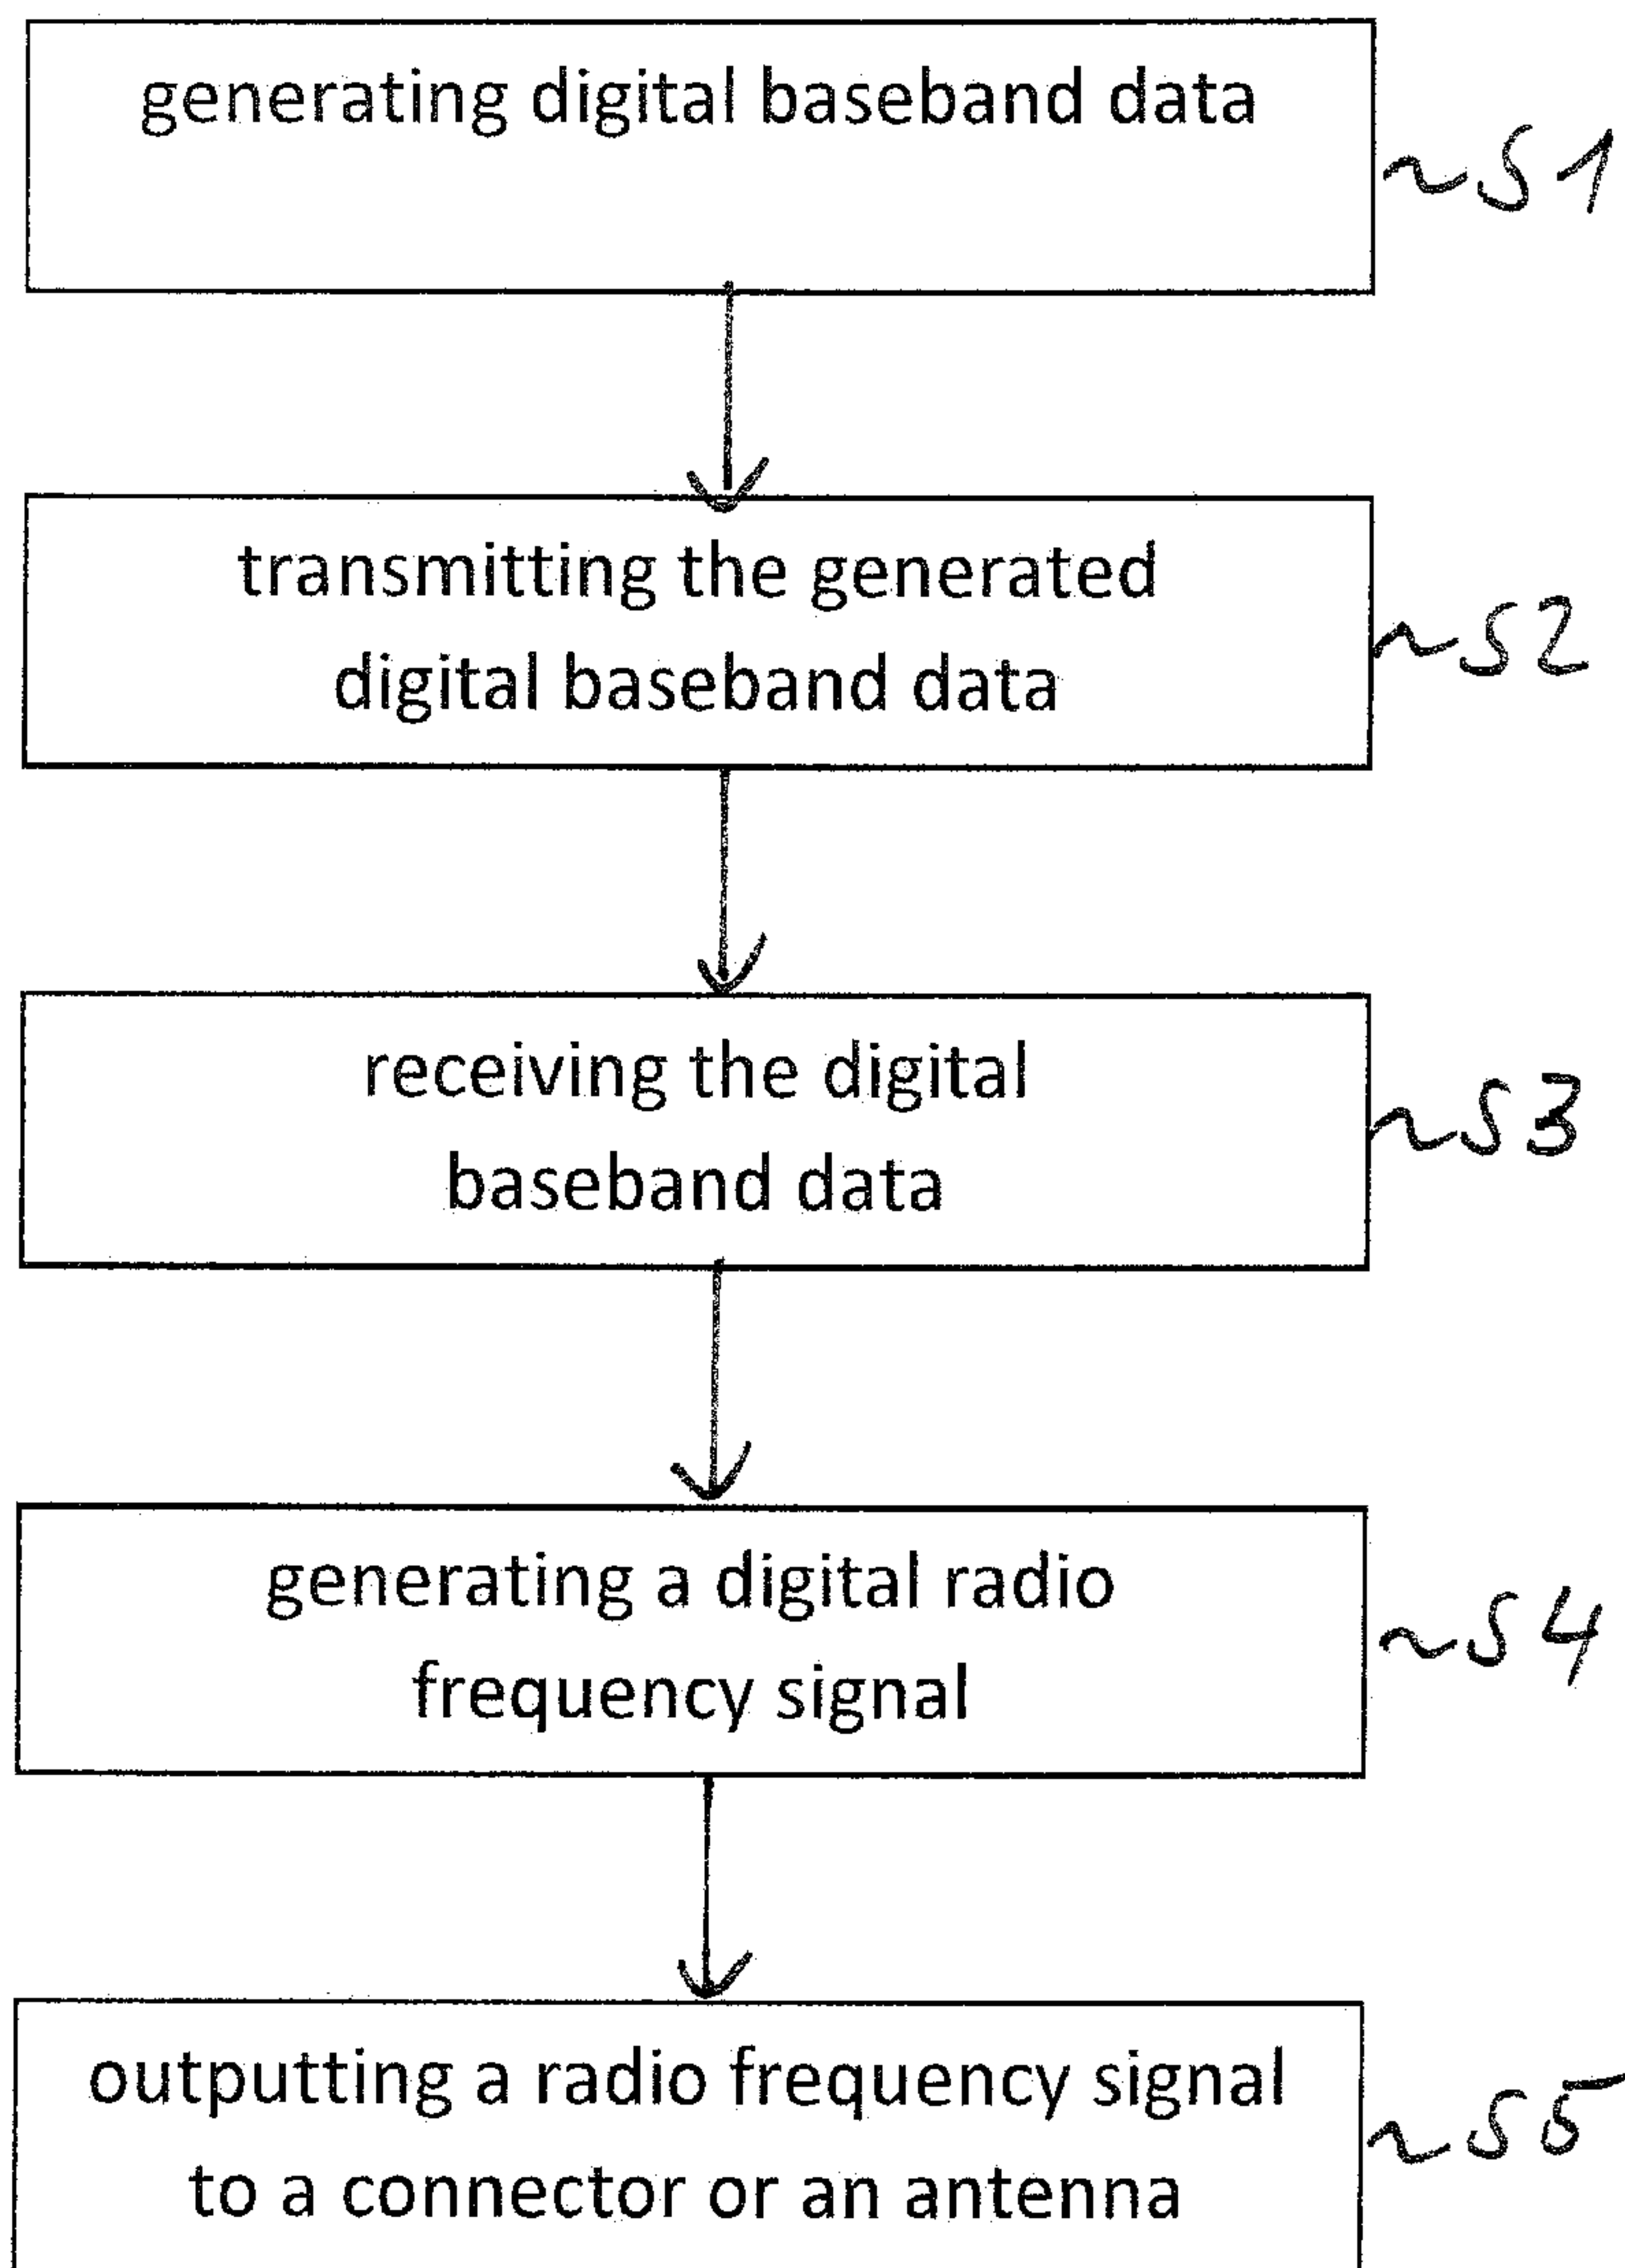 generating digital baseband data
~S1
transmitting the generated
digital baseband data
~S2
receiving the digital
baseband data
~S3
generating a digital radio
frequency signal
~S4
outputting a radio frequency signal
to a connector or an antenna
~S5